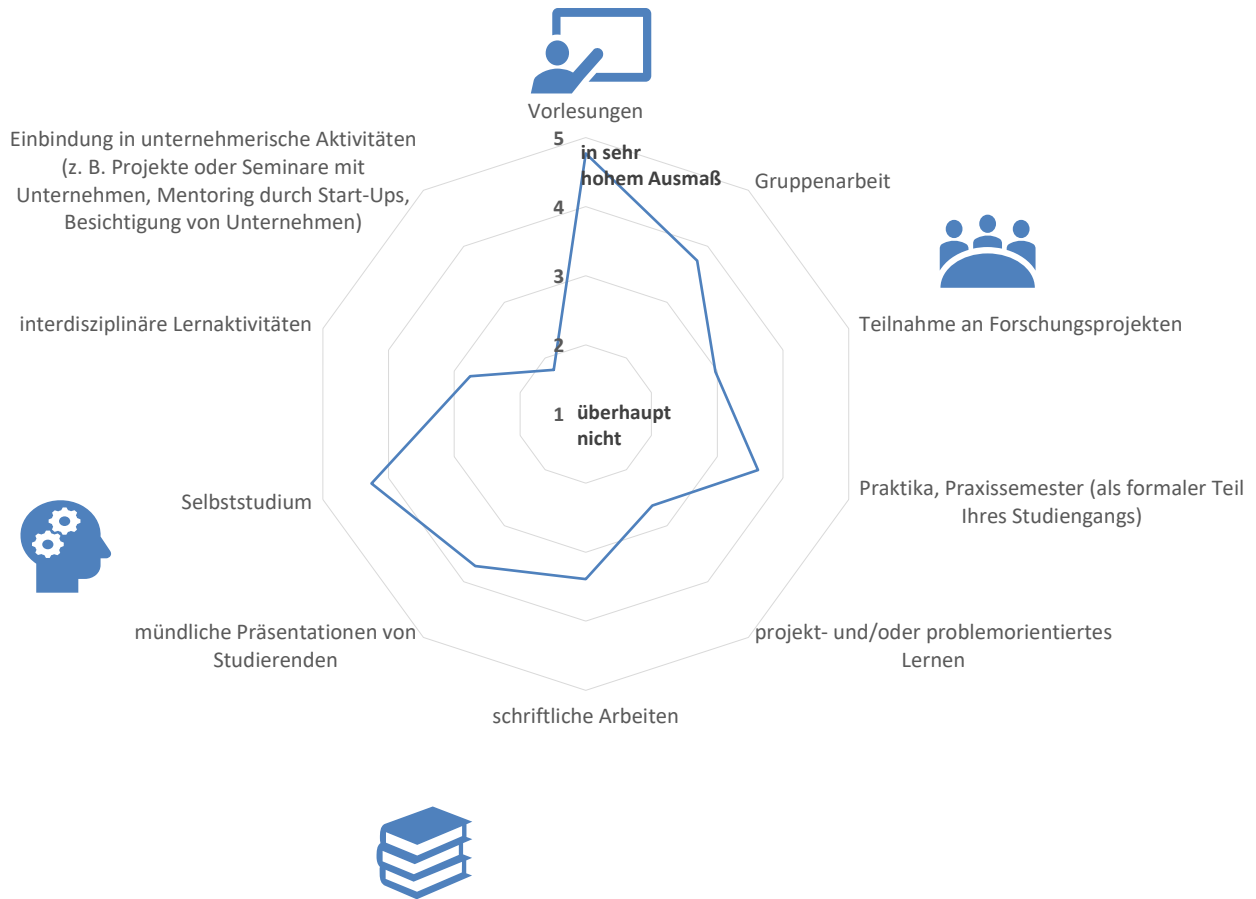 Vorlesungen
Einbindung in unternehmerische Aktivitäten
(z. B. Projekte oder Seminare mit
Unternehmen, Mentoring durch Start-Ups,
Besichtigung von Unternehmen)
5
in sehr
hohem Ausmaß
Gruppenarbeit
4
3
interdisziplinäre Lernaktivitäten
Teilnahme an Forschungsprojekten
2
1
überhaupt
nicht
Selbststudium
Praktika, Praxissemester (als formaler Teil
Ihres Studiengangs)
mündliche Präsentationen von
Studierenden
projekt- und/oder problemorientiertes
Lernen
schriftliche Arbeiten